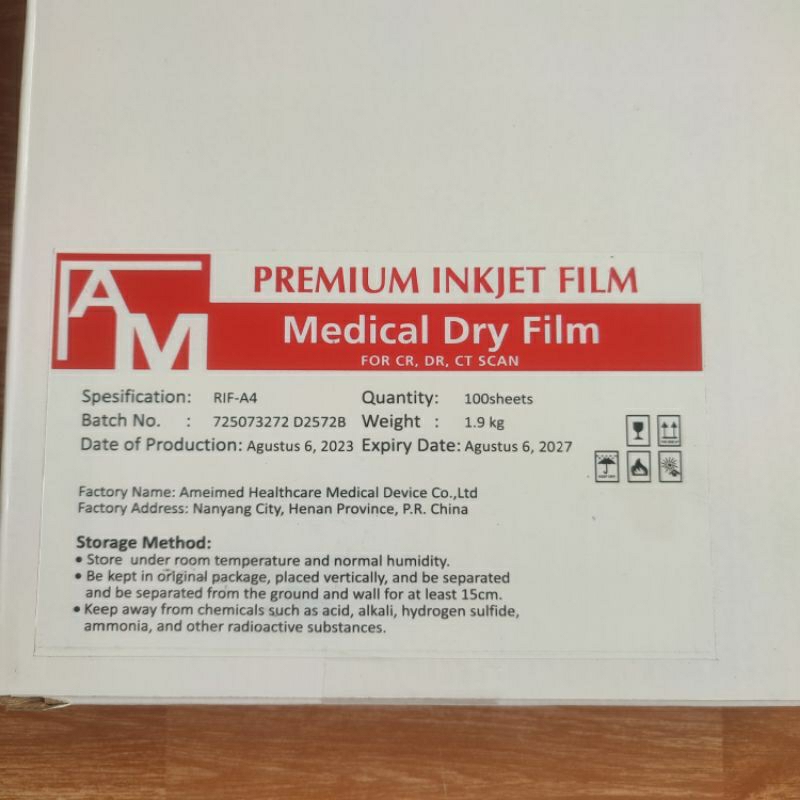 AM
PREMIUM INKJET FILM
Medical Dry Film
FOR CR, DR, CT SCAN
Spesification: RIF-A4 Quantity: 100sheets
Batch No. : 725073272 D2572B Weight : 1.9 kg
Date of Production: Agustus 6, 2023 Expiry Date: Agustus 6, 2027
Factory Name: Ameimed Healthcare Medical Device Co.,Ltd
Factory Address: Nanyang City, Henan Province, P.R. China
Storage Method:
• Store under room temperature and normal humidity.
• Be kept in original package, placed vertically, and be separated
and be separated from the ground and wall for at least 15cm.
• Keep away from chemicals such as acid, alkali, hydrogen sulfide,
ammonia, and other radioactive substances.